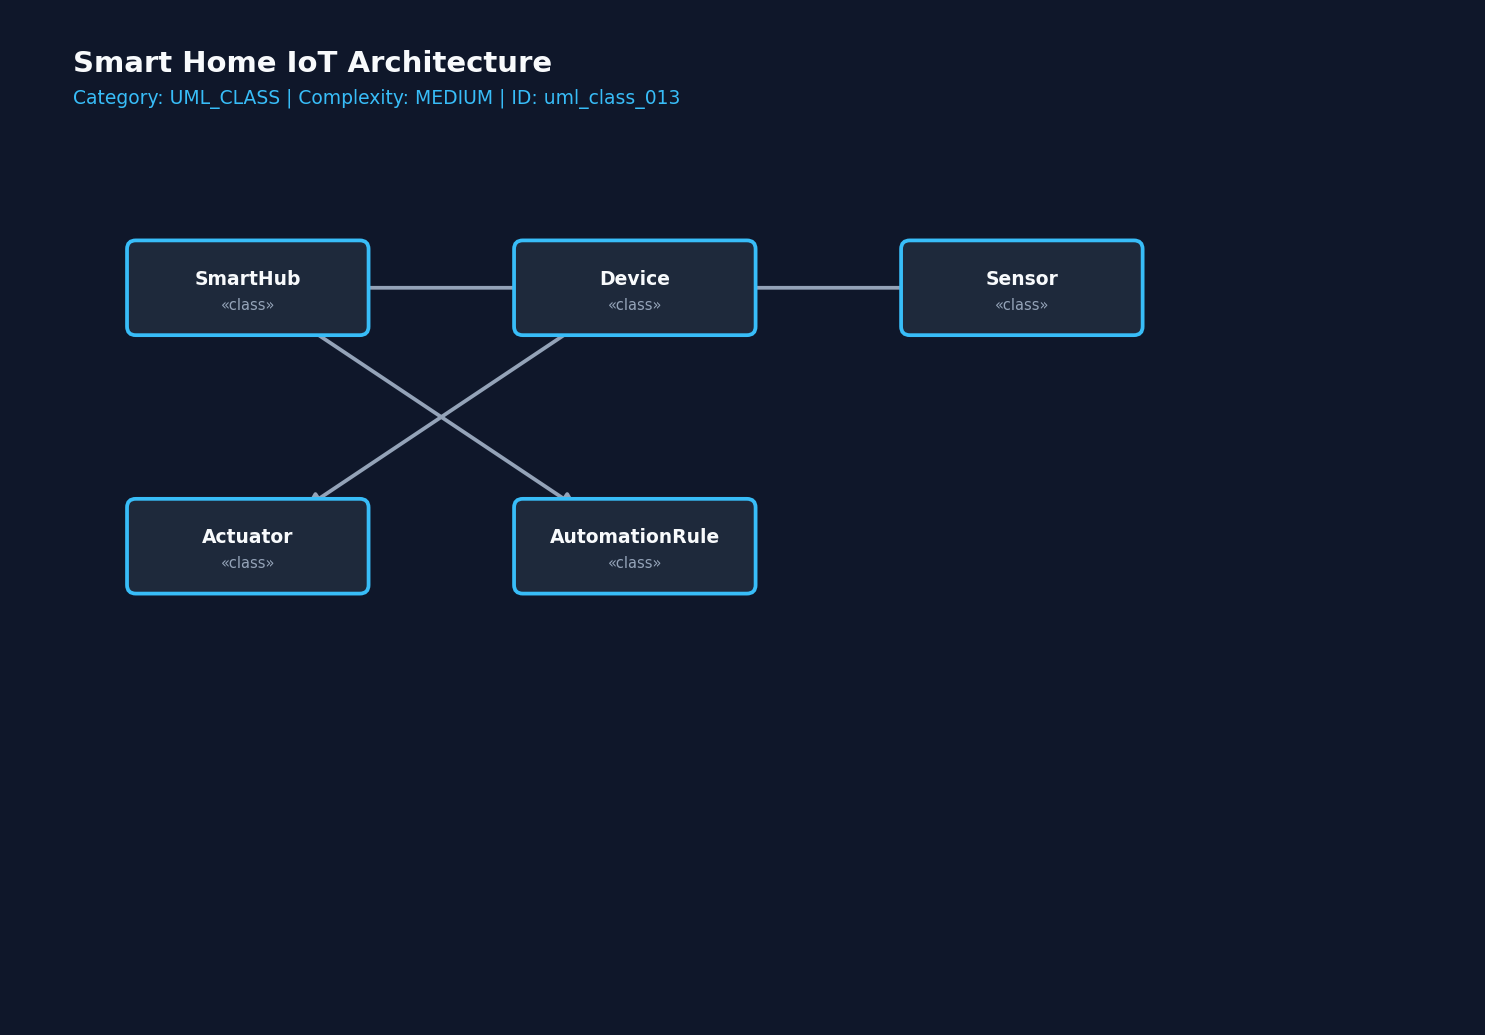 Smart Home IoT Architecture
Category: UML_CLASS | Complexity: MEDIUM | ID: uml_class_013
SmartHub
«class»
Device
«class»
Sensor
«class»
Actuator
«class»
AutomationRule
«class»